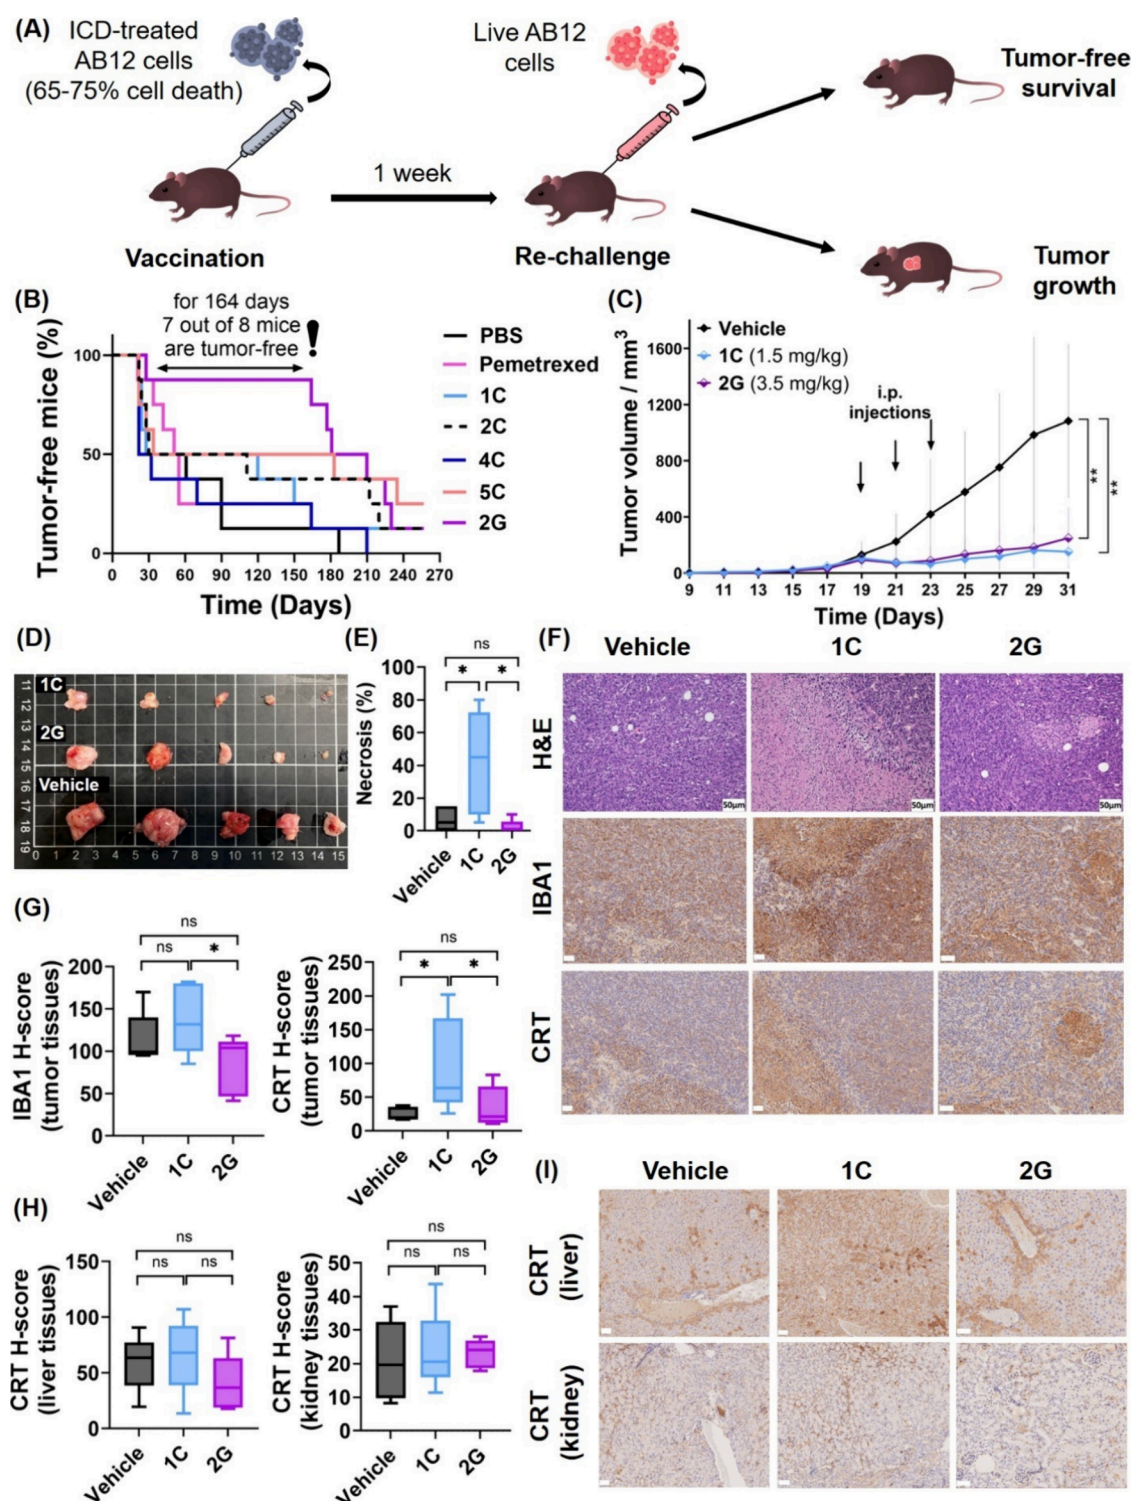 (A)
ICD-treated
AB12 cells
(65-75% cell death)
Live AB12
cells
Tumor-free
survival
1 week
Vaccination
Re-challenge
Tumor
growth
(B)
for 164 days
7 out of 8 mice
are tumor-free
!
Tumor-free mice (%)
100
50
0
0 30 60 90 120 150 180 210 240 270
Time (Days)
PBS
Pemetrexed
1C
2C
4C
5C
2G
(C)
Vehicle
1C (1.5 mg/kg)
2G (3.5 mg/kg)
i.p.
injections
Tumor volume / mm3
1600
1200
800
400
0
9 11 13 15 17 19 21 23 25 27 29 31
Time (Days)
**
**
(D)
1C
2G
Vehicle
11
12
13
14
15
16
17
18
19
0 1 2 3 4 5 6 7 8 9 10 11 12 13 14 15
(E)
ns
* *
Necrosis (%)
100
80
60
40
20
0
Vehicle 1C 2G
(F)
Vehicle 1C 2G
H&E
50µm 50µm 50µm
IBA1
CRT
(G)
ns
ns *
IBA1 H-score
(tumor tissues)
200
150
100
50
0
Vehicle 1C 2G
ns
* *
CRT H-score
(tumor tissues)
250
200
150
100
50
0
Vehicle 1C 2G
(H)
ns
ns ns
CRT H-score
(liver tissues)
150
100
50
0
Vehicle 1C 2G
ns
ns ns
CRT H-score
(kidney tissues)
50
40
30
20
10
0
Vehicle 1C 2G
(I)
Vehicle 1C 2G
CRT
(liver)
CRT
(kidney)